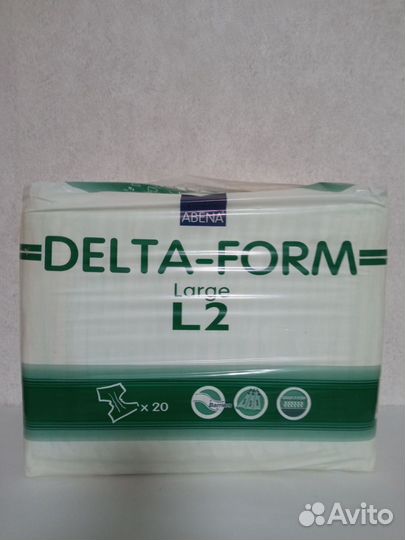 ABENA
DELTA-FORM
Large
L2
x 20
Avito